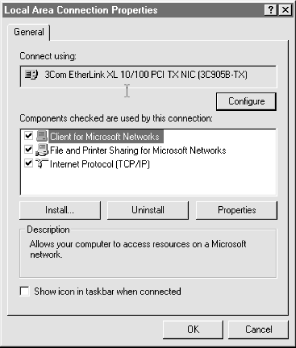 Local Area Connection Properties
General
Connect using:
3Com EtherLink XL 10/100 PCI TX NIC (3C905B-TX)
Configure
Components checked are used by this connection:
Client for Microsoft Networks
File and Printer Sharing for Microsoft Networks
Internet Protocol (TCP/IP)
Install... Uninstall Properties
Description
Allows your computer to access resources on a Microsoft
network.
Show icon in taskbar when connected
OK Cancel